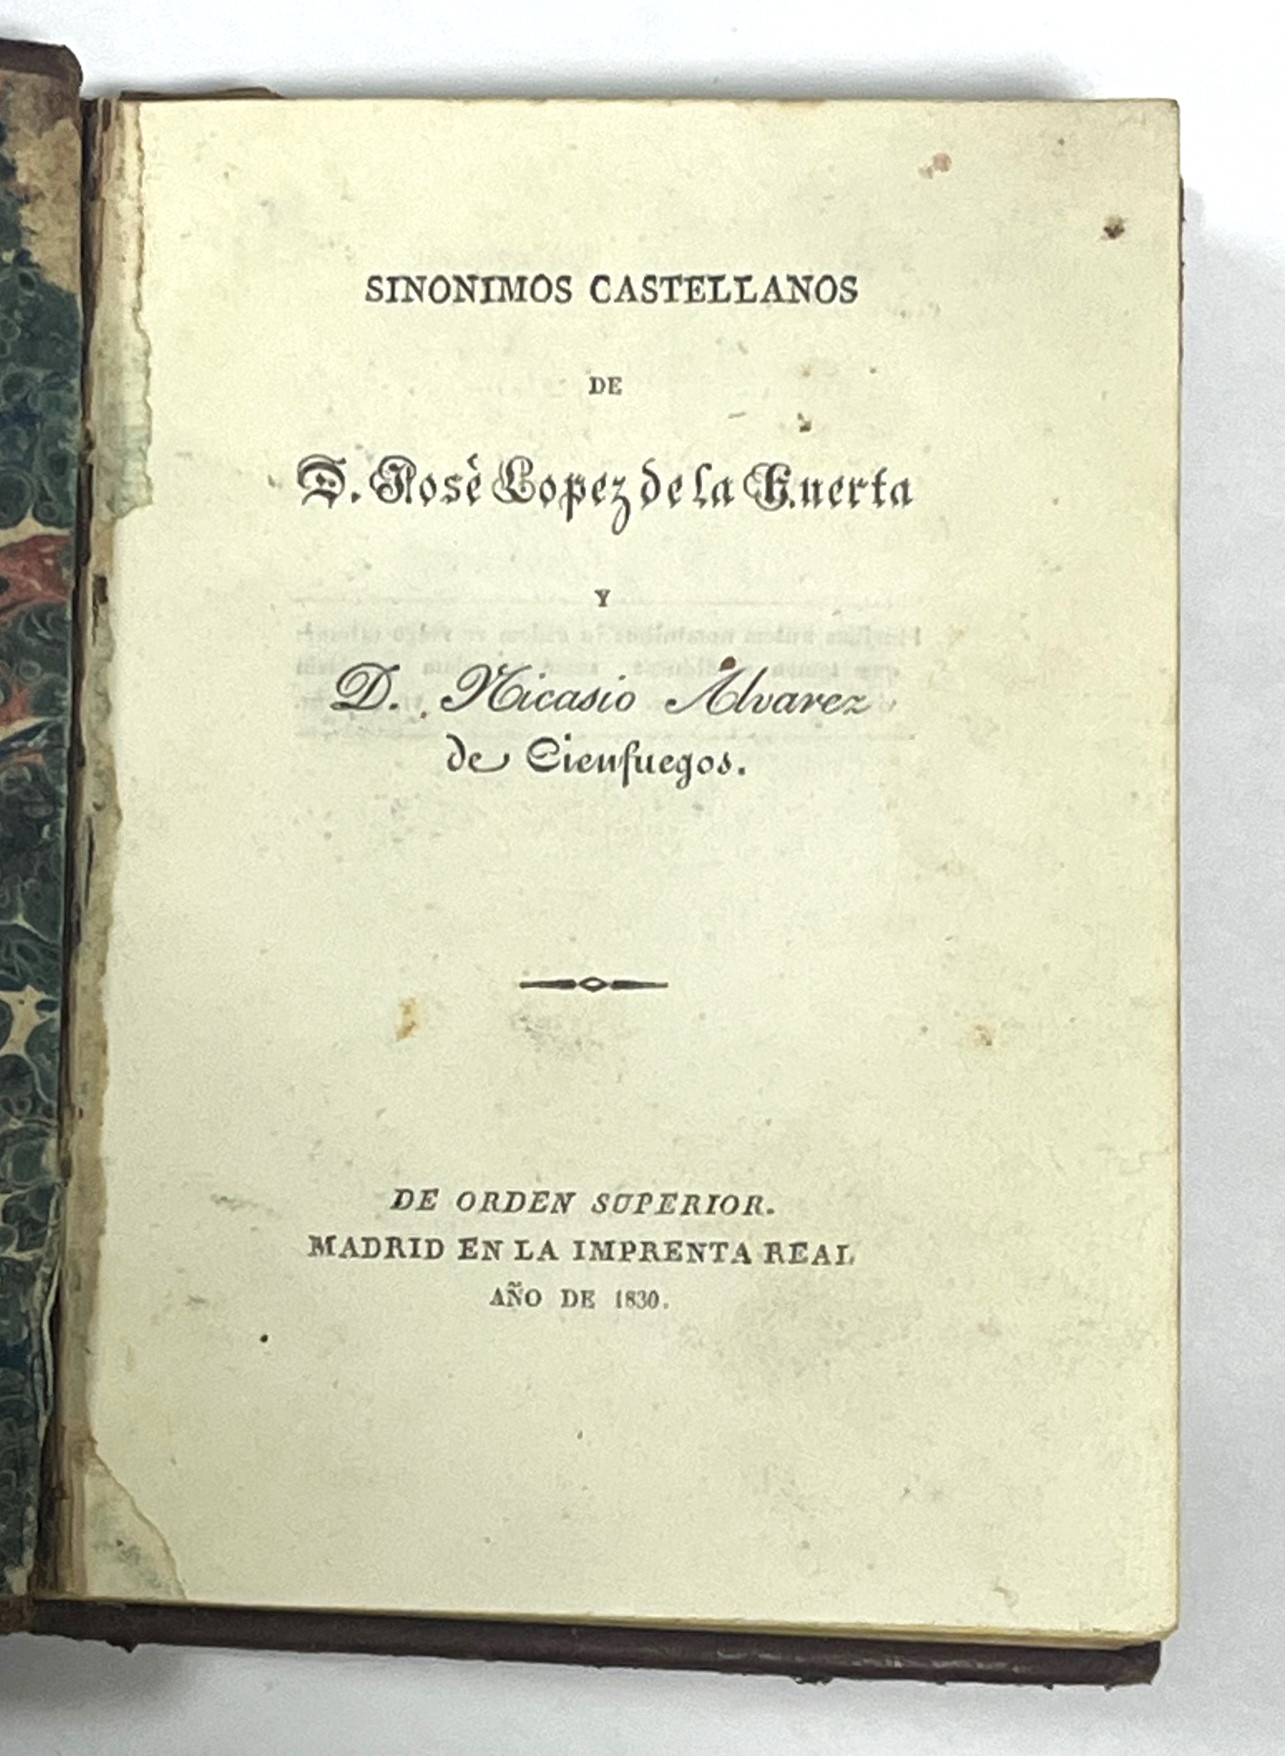 SINONIMOS CASTELLANOS
DE
D. Josè Lopez de la Huerta
Y
D. Nicasio Álvarez
de Cienfuegos.
DE ORDEN SUPERIOR.
MADRID EN LA IMPRENTA REAL
AÑO DE 1830.